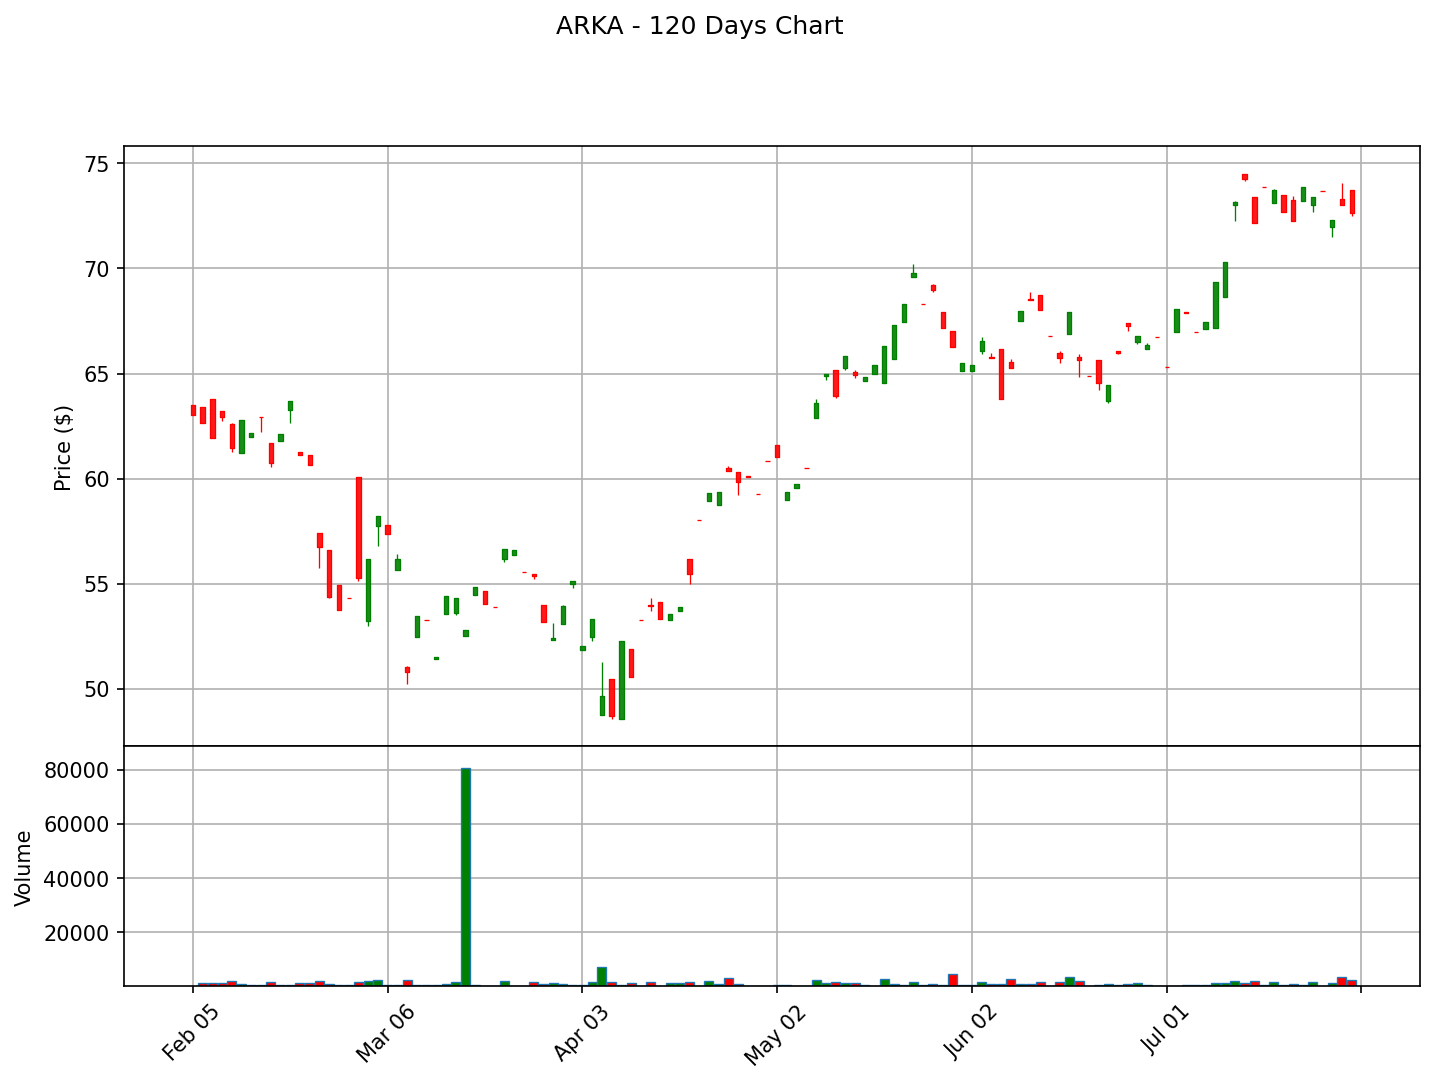 ARKA - 120 Days Chart
75
70
65
60
55
50
Price ($)
80000
60000
40000
20000
Volume
Feb 05
Mar 06
Apr 03
May 02
Jun 02
Jul 01